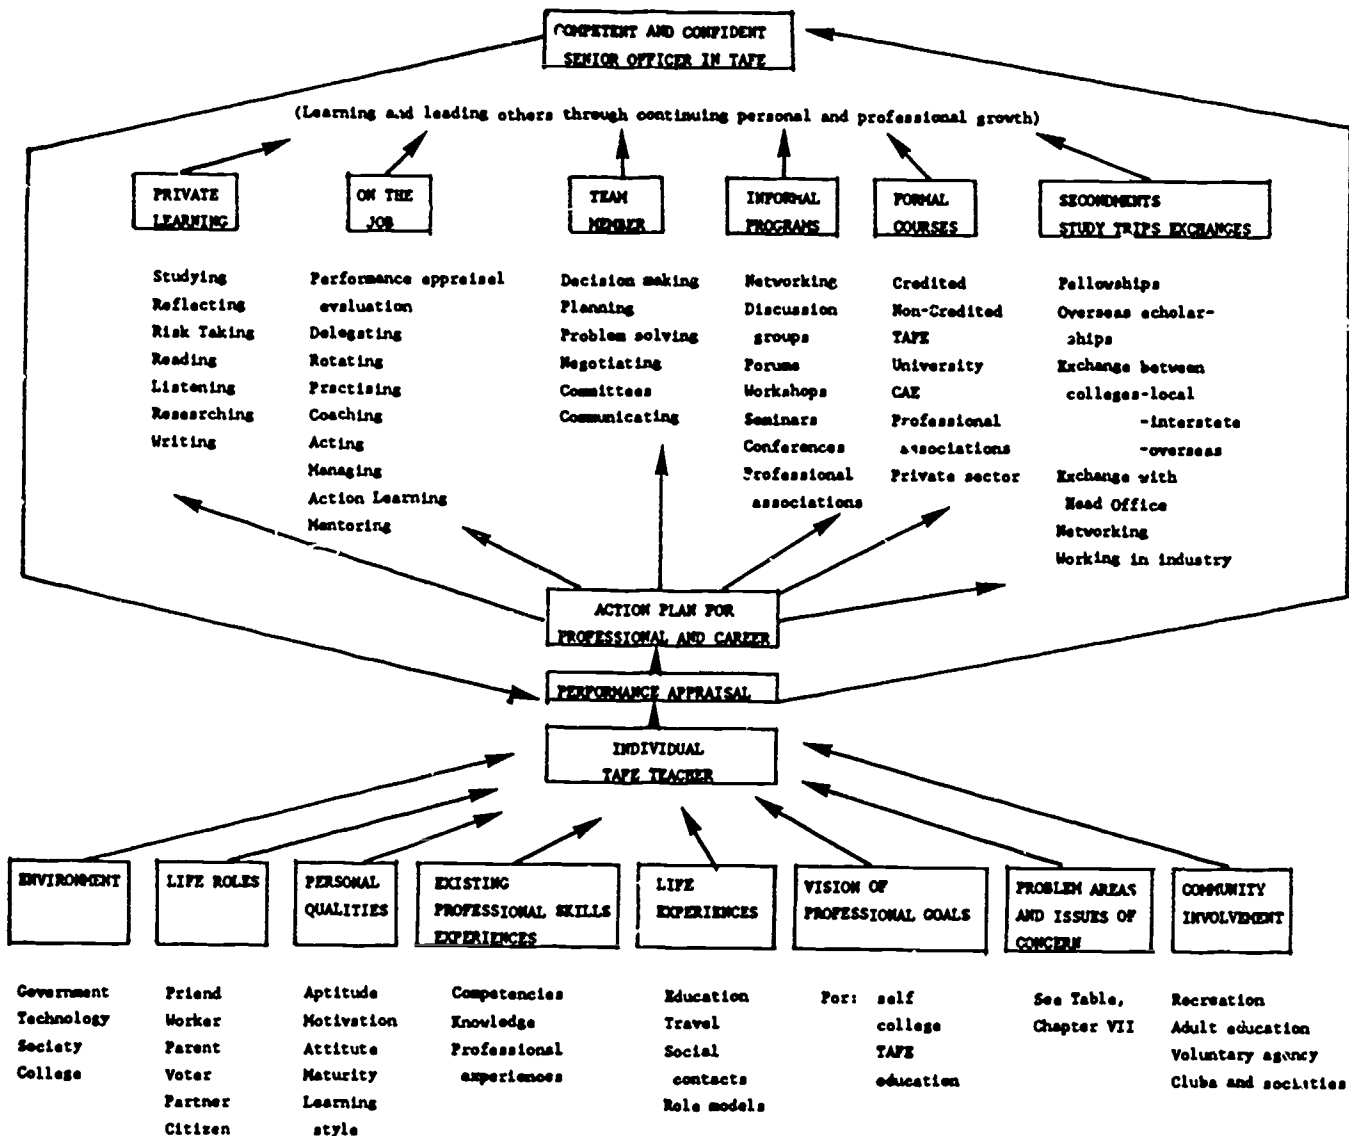 COMPETENT AND CONFIDENT
SENIOR OFFICER IN TAFE
(Learning and leading others through continuing personal and professional growth)
PRIVATE
LEARNING
ON THE
JOB
TEAM
MEMBER
INFORMAL
PROGRAMS
FORMAL
COURSES
SECONDMENTS
STUDY TRIPS EXCHANGES
Studying
Reflecting
Risk Taking
Reading
Listening
Researching
Writing
Performance appraisel
evaluation
Delegating
Rotating
Practising
Coaching
Acting
Managing
Action Learning
Mentoring
Decision making
Planning
Problem solving
Negotiating
Committees
Communicating
Networking
Discussion
groups
Forums
Workshops
Seminars
Conferences
Professional
associations
Credited
Non-Credited
TAFE
University
CAE
Professional
associations
Private sector
Fellowships
Overseas scholar-
ships
Exchange between
colleges-local
-interstate
-overseas
Exchange with
Head Office
Networking
Working in industry
ACTION PLAN FOR
PROFESSIONAL AND CAREER
PERFORMANCE APPRAISAL
INDIVIDUAL
TAFE TEACHER
ENVIRONMENT
LIFE ROLES
PERSONAL
QUALITIES
EXISTING
PROFESSIONAL SKILLS
EXPERIENCES
LIFE
EXPERIENCES
VISION OF
PROFESSIONAL GOALS
PROBLEM AREAS
AND ISSUES OF
CONCERN
COMMUNITY
INVOLVEMENT
Government
Technology
Society
College
Friend
Worker
Parent
Voter
Partner
Citizen
Aptitude
Motivation
Attitute
Maturity
Learning
style
Competencies
Knowledge
Professional
experiences
Education
Travel
Social
contacts
Role models
For: self
college
TAFE
education
See Table,
Chapter VII
Recreation
Adult education
Voluntary agency
Clubs and societies